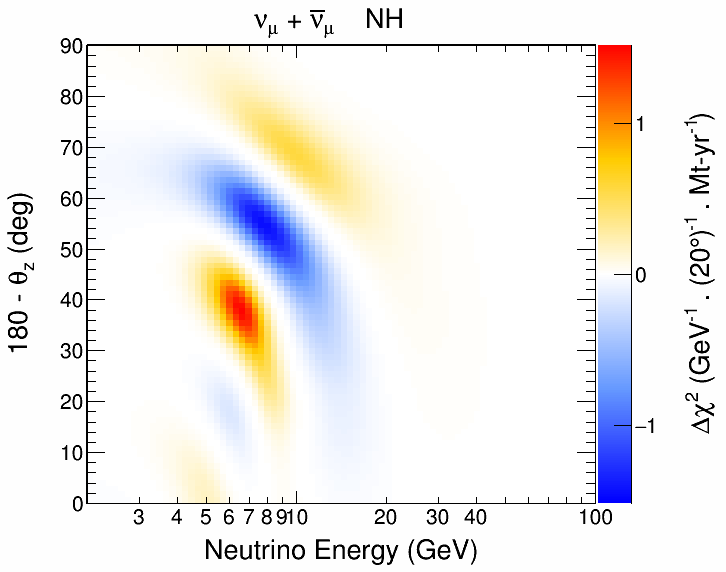 ν_μ + ν̅_μ NH
90
80
70
60
50
40
30
20
10
0
180 - θ_z (deg)
3 4 5 6 7 8 910 20 30 40 100
Neutrino Energy (GeV)
1
0
−1
Δχ² (GeV⁻¹ . (20°)⁻¹ . Mt-yr⁻¹)